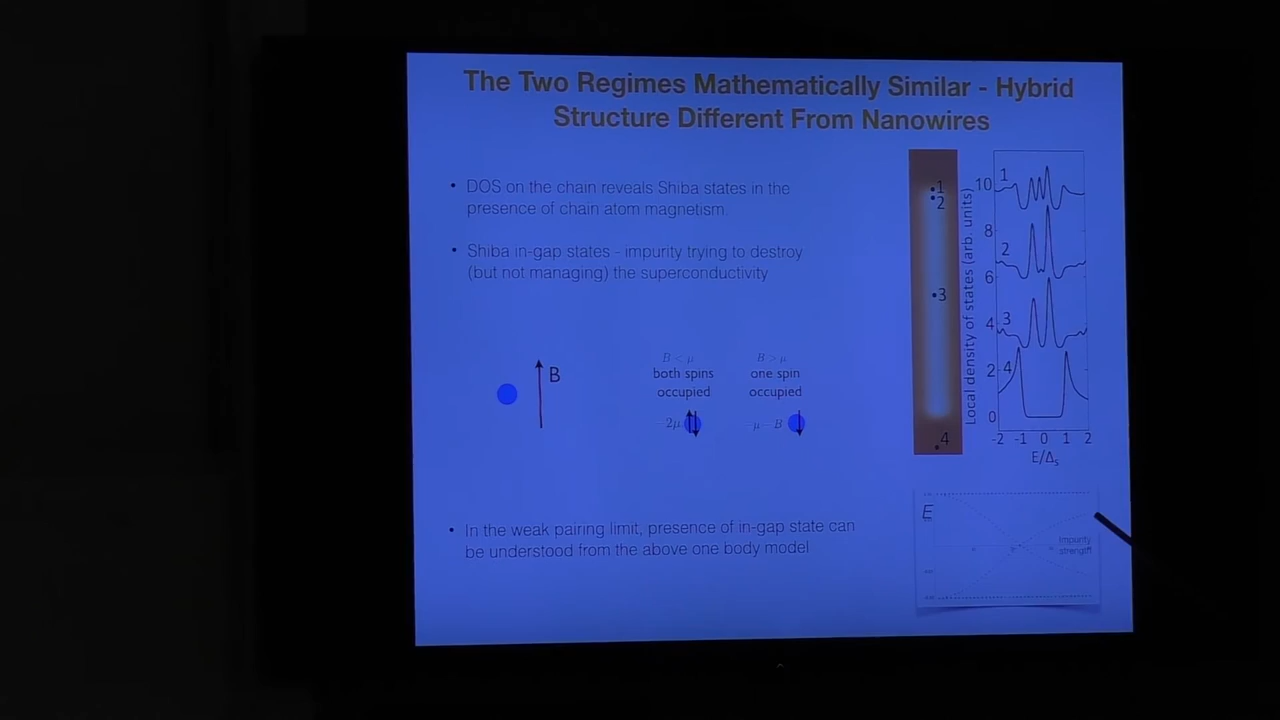 The Two Regimes Mathematically Similar - Hybrid
Structure Different From Nanowires
• DOS on the chain reveals Shiba states in the
presence of chain atom magnetism.
• Shiba in-gap states - impurity trying to destroy
(but not managing) the superconductivity
B
B < μ
both spins
occupied
-2μ
B > μ
one spin
occupied
-μ - B
• In the weak pairing limit, presence of in-gap state can
be understood from the above one body model
1
2
3
4
Local density of states (arb. units)
10
8
6
4
2
0
1
2
3
4
-2 -1 0 1 2
E/Δs
E
Impurity
strength